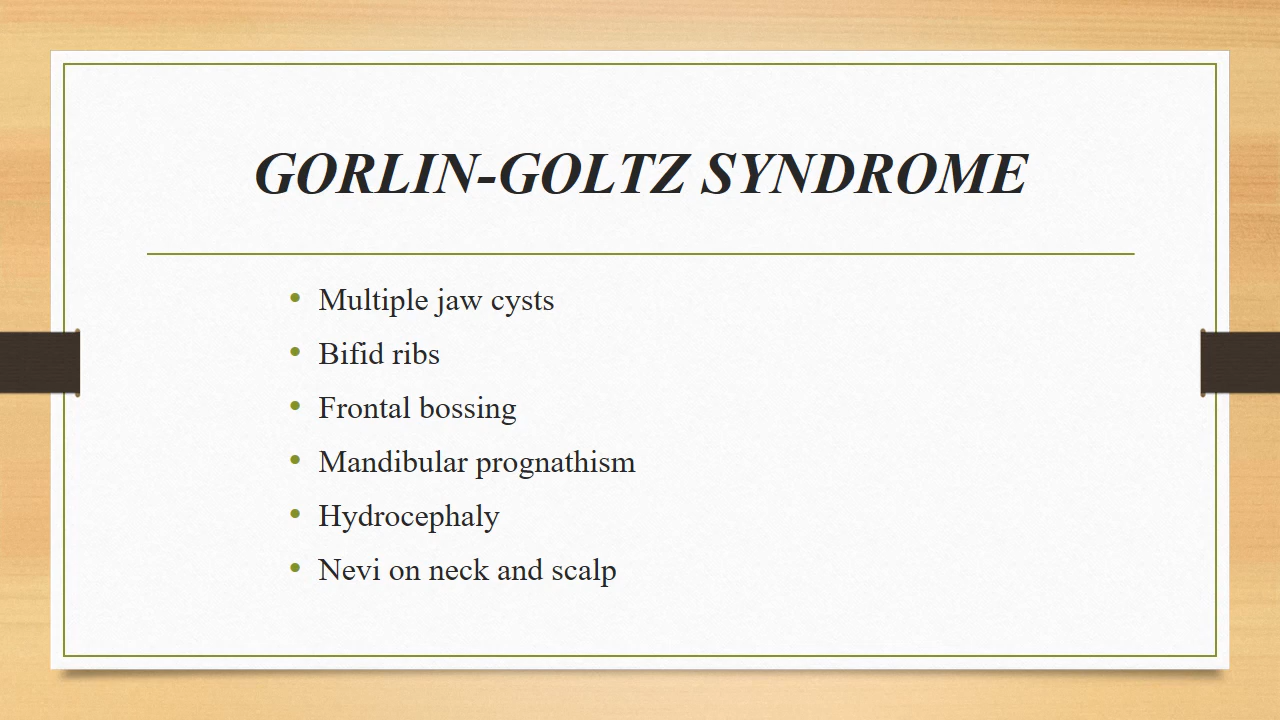 GORLIN-GOLTZ SYNDROME
• Multiple jaw cysts
• Bifid ribs
• Frontal bossing
• Mandibular prognathism
• Hydrocephaly
• Nevi on neck and scalp